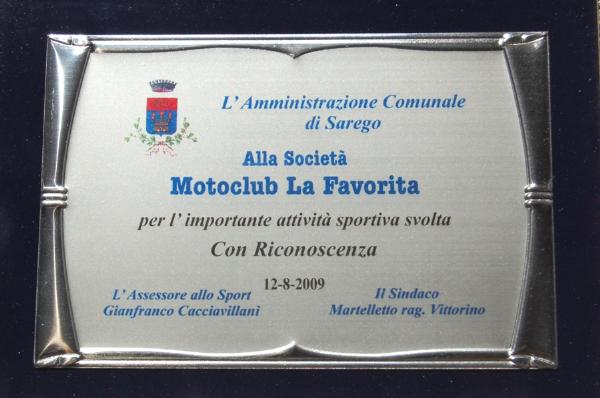 L'Amministrazione Comunale
di Sarego
Alla Società
Motoclub La Favorita
per l'importante attività sportiva svolta
Con Riconoscenza
12-8-2009
L'Assessore allo Sport
Gianfranco Cacciavillani
Il Sindaco
Martelletto rag. Vittorino